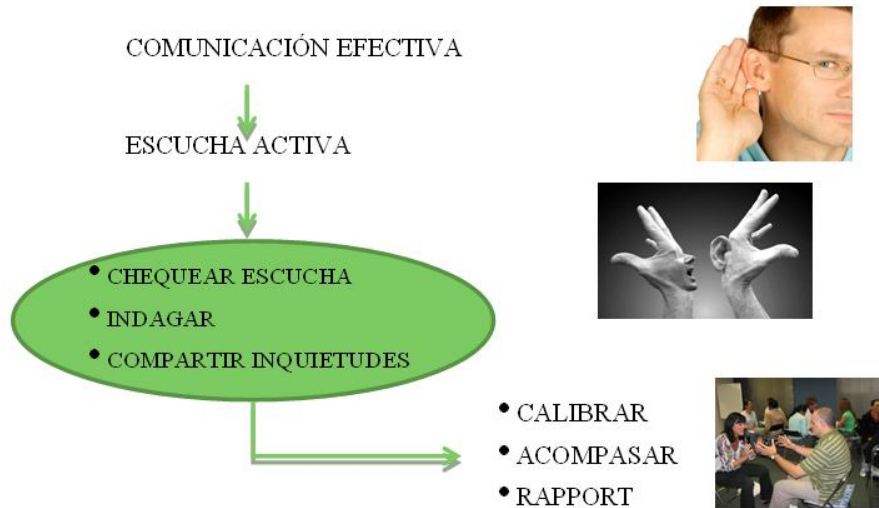 COMUNICACIÓN EFECTIVA
ESCUCHA ACTIVA
• CHEQUEAR ESCUCHA
• INDAGAR
• COMPARTIR INQUIETUDES
• CALIBRAR
• ACOMPASAR
• RAPPORT